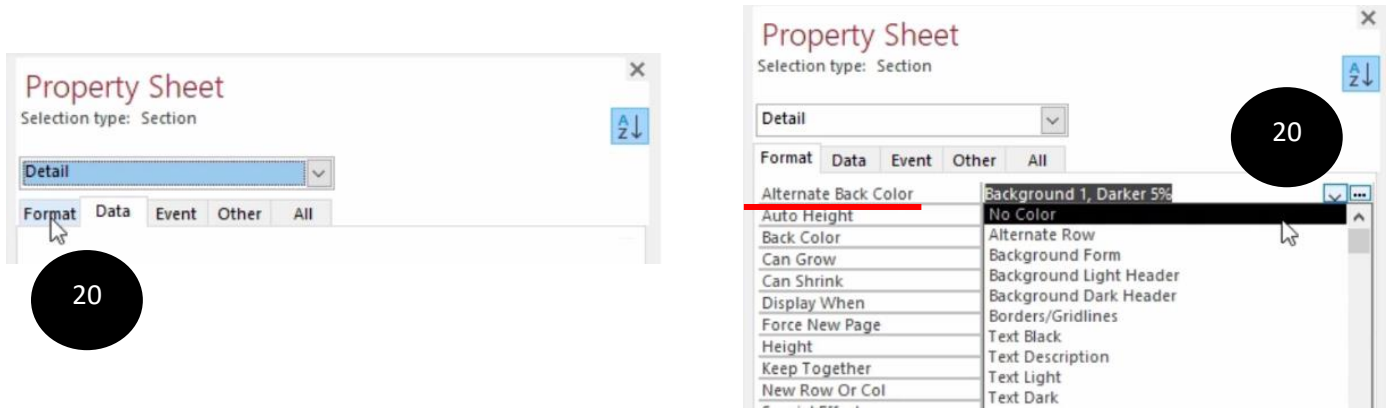 Property Sheet
Selection type: Section
A
Z
Detail
Format Data Event Other All
20
Property Sheet
Selection type: Section
A
Z
Detail
20
Format Data Event Other All
Alternate Back Color Background 1, Darker 5%
Auto Height No Color
Back Color Alternate Row
Can Grow Background Form
Can Shrink Background Light Header
Display When Background Dark Header
Force New Page Borders/Gridlines
Height Text Black
Keep Together Text Description
New Row Or Col Text Light
Text Dark